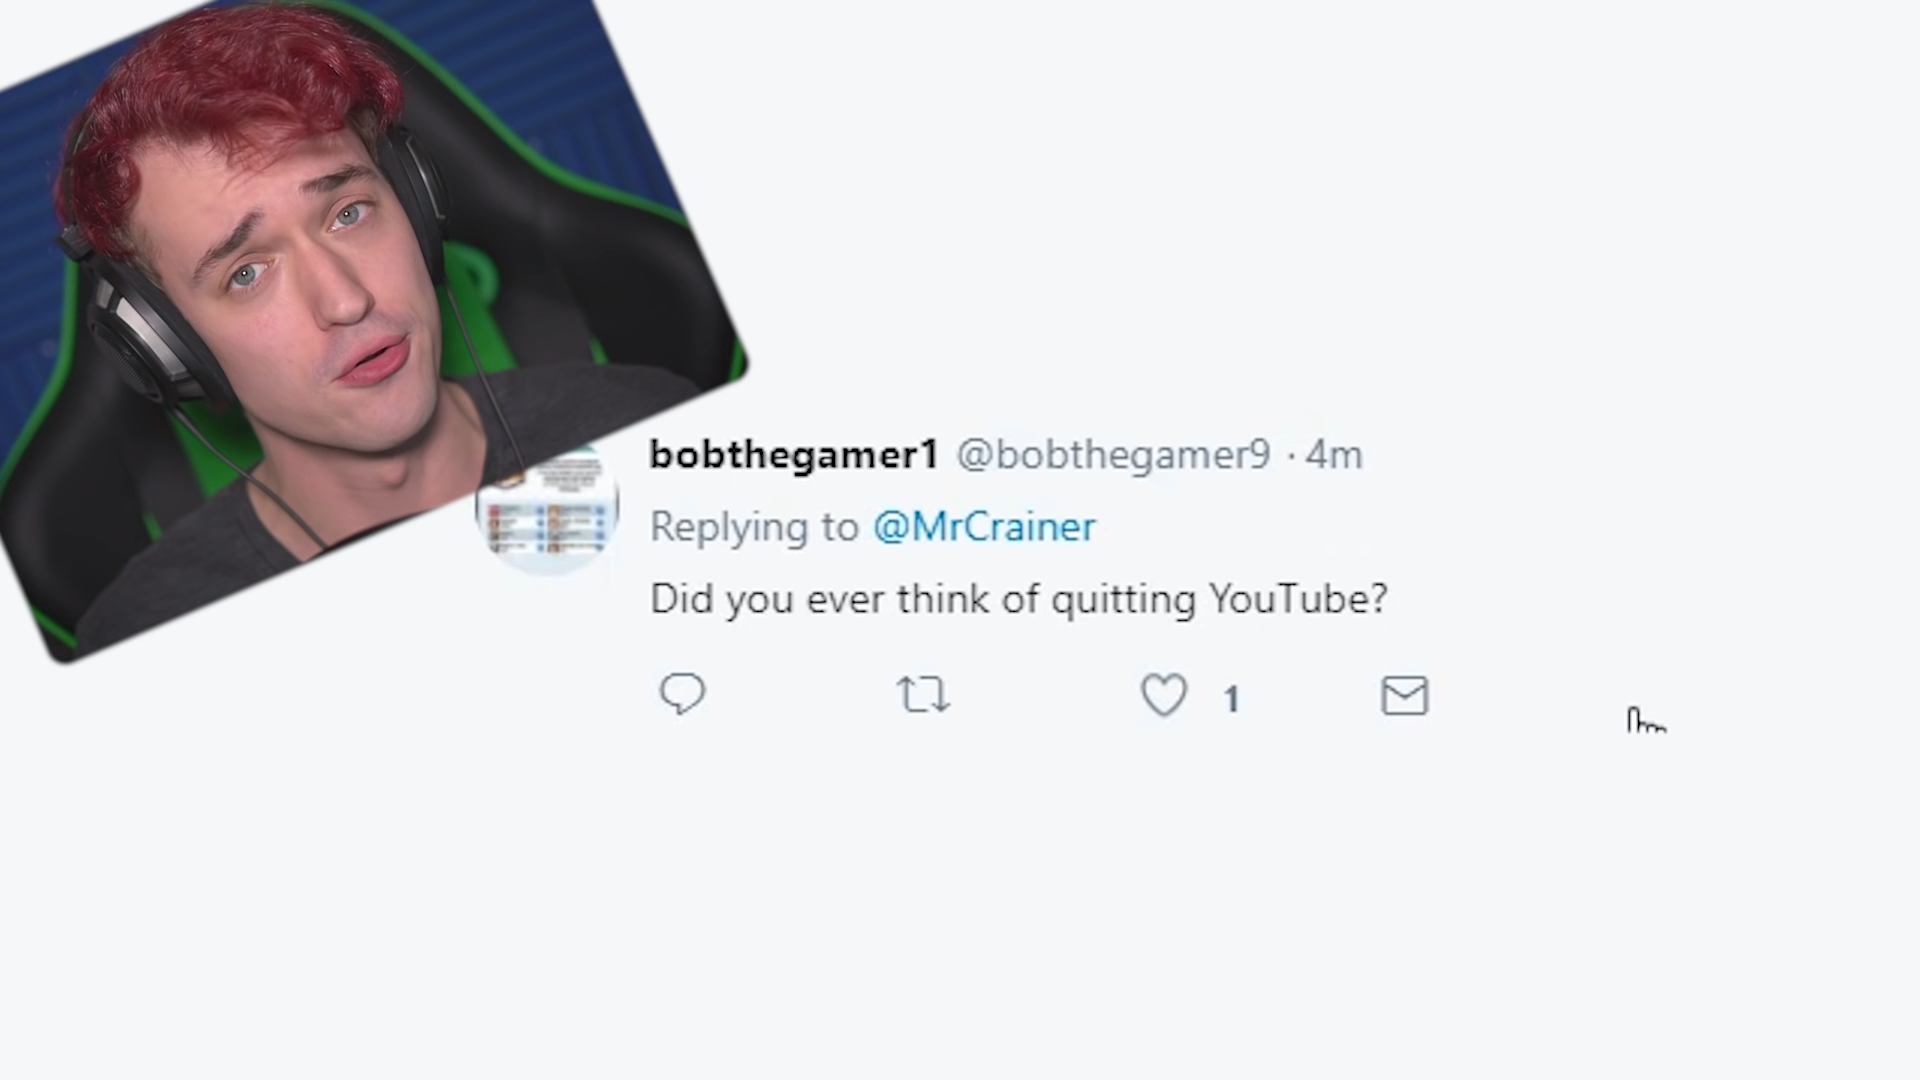 bobthegamer1 @bobthegamer9 · 4m
Replying to @MrCrainer
Did you ever think of quitting YouTube?
1